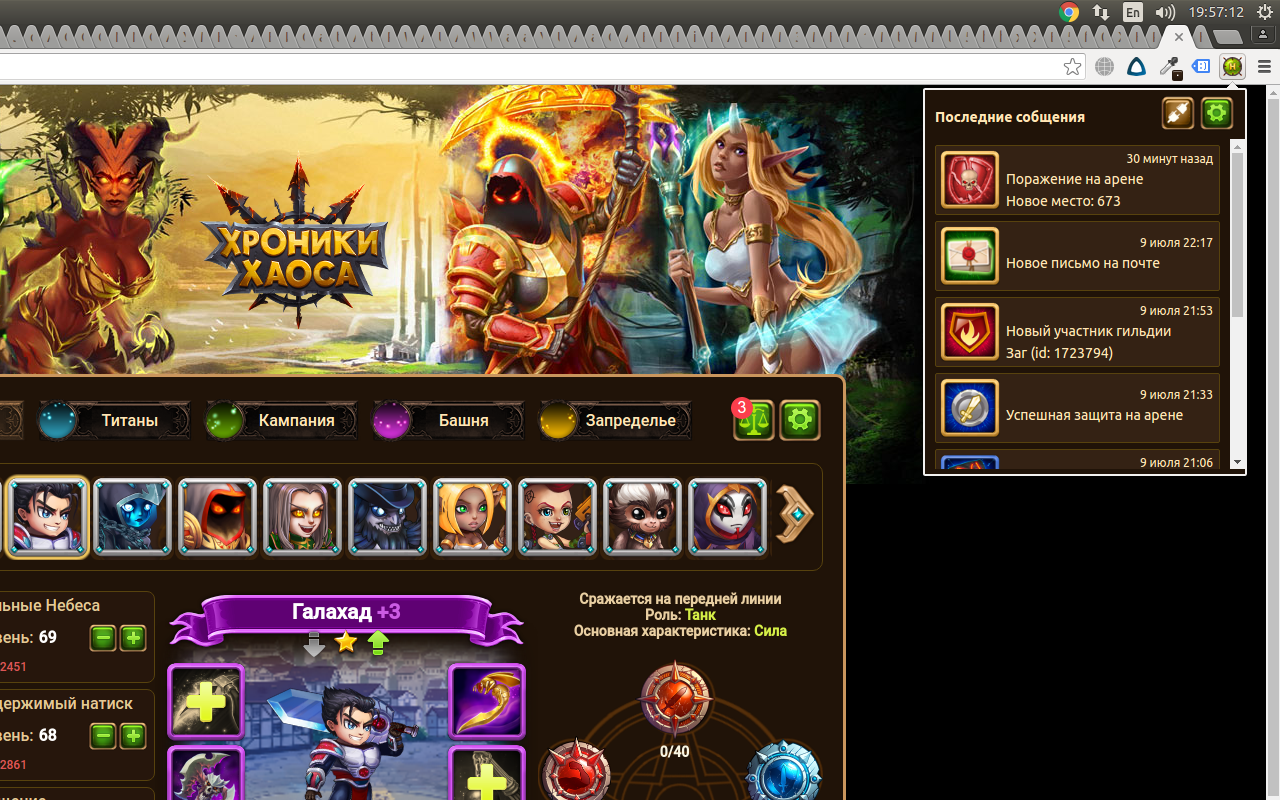 En
19:57:12
Последние собщения
30 минут назад
Поражение на арене
Новое место: 673
9 июля 22:17
Новое письмо на почте
9 июля 21:53
Новый участник гильдии
Заг (id: 1723794)
9 июля 21:33
Успешная защита на арене
9 июля 21:06
ХРОНИКИ
ХАОСА
Титаны
Кампания
Башня
Запределье
3
льные Небеса
вень: 69
2451
держимый натиск
вень: 68
2861
Галахад +3
Сражается на передней линии
Роль: Танк
Основная характеристика: Сила
0/40